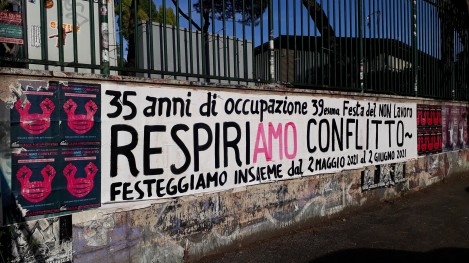 35 anni di occupazione 39esima Festa del NON Lavoro
RESPIRIAMO CONFLITTO~
FESTEGGIAMO INSIEME dal 2 MAGGIO 2021 al 2 GIUGNO 2021